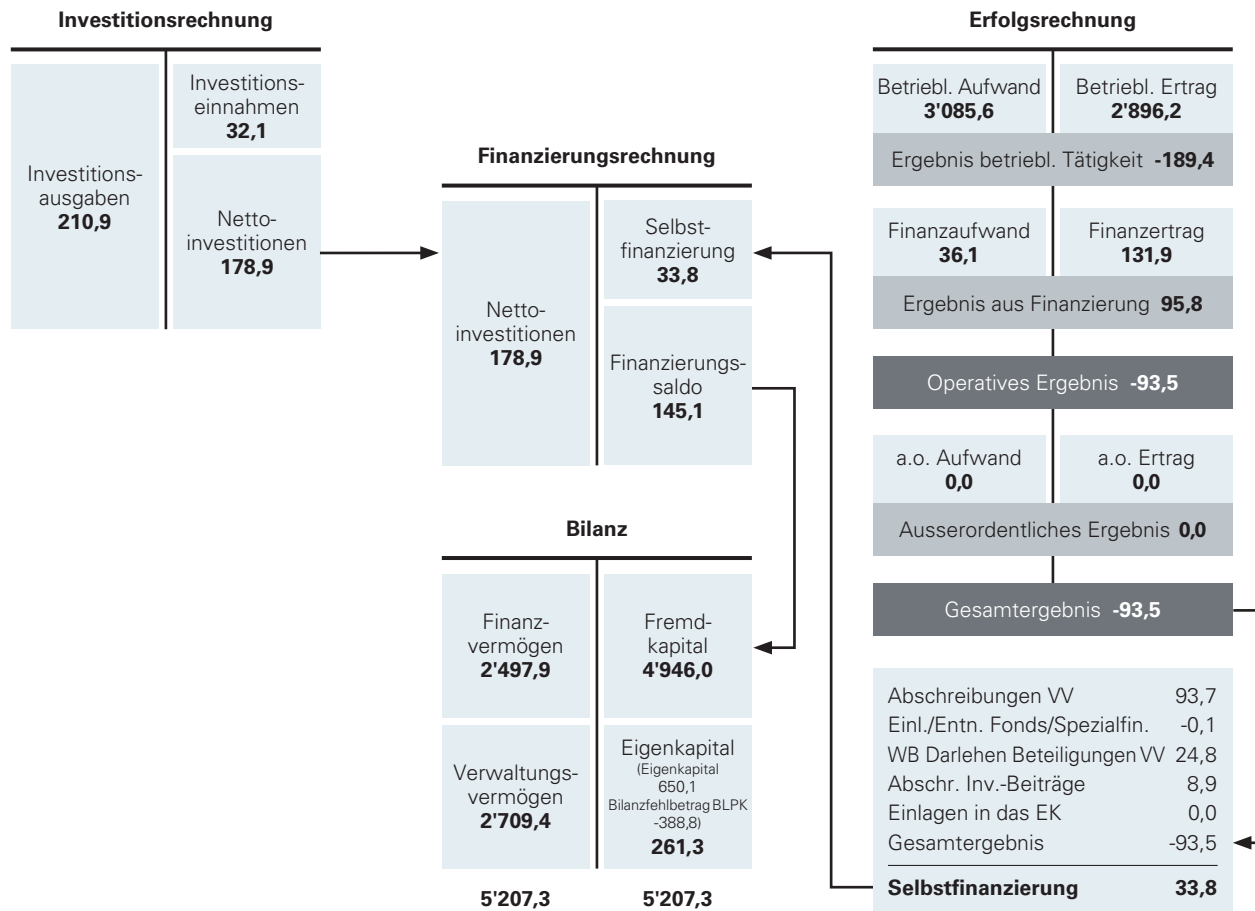 Investitionsrechnung
Investitions-
ausgaben
210,9
Investitions-
einnahmen
32,1
Netto-
investitionen
178,9
Finanzierungsrechnung
Netto-
investitionen
178,9
Selbst-
finanzierung
33,8
Finanzierungs-
saldo
145,1
Bilanz
Finanz-
vermögen
2'497,9
Fremd-
kapital
4'946,0
Verwaltungs-
vermögen
2'709,4
Eigenkapital
(Eigenkapital
650,1
Bilanzfehlbetrag BLPK
-388,8)
261,3
5'207,3
5'207,3
Erfolgsrechnung
Betriebl. Aufwand
3'085,6
Betriebl. Ertrag
2'896,2
Ergebnis betriebl. Tätigkeit -189,4
Finanzaufwand
36,1
Finanzertrag
131,9
Ergebnis aus Finanzierung 95,8
Operatives Ergebnis -93,5
a.o. Aufwand
0,0
a.o. Ertrag
0,0
Ausserordentliches Ergebnis 0,0
Gesamtergebnis -93,5
Abschreibungen VV 93,7
Einl./Entn. Fonds/Spezialfin. -0,1
WB Darlehen Beteiligungen VV 24,8
Abschr. Inv.-Beiträge 8,9
Einlagen in das EK 0,0
Gesamtergebnis -93,5
Selbstfinanzierung 33,8